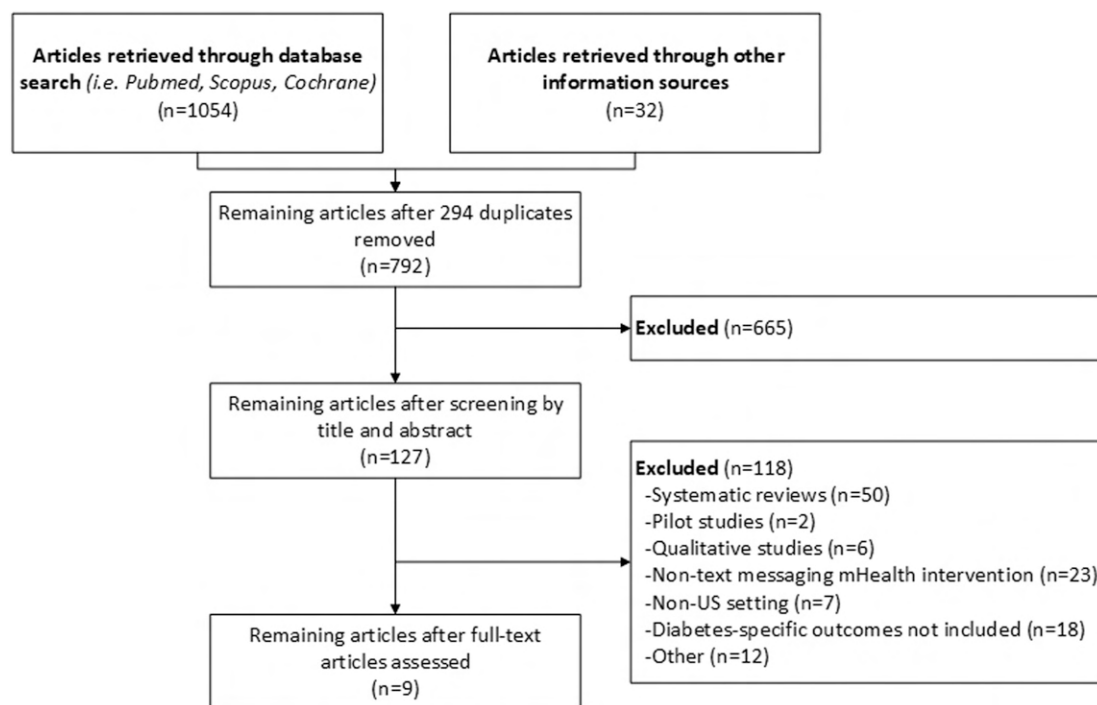 Articles retrieved through database
search (i.e. Pubmed, Scopus, Cochrane)
(n=1054)
Articles retrieved through other
information sources
(n=32)
Remaining articles after 294 duplicates
removed
(n=792)
Excluded (n=665)
Remaining articles after screening by
title and abstract
(n=127)
Excluded (n=118)
-Systematic reviews (n=50)
-Pilot studies (n=2)
-Qualitative studies (n=6)
-Non-text messaging mHealth intervention (n=23)
-Non-US setting (n=7)
-Diabetes-specific outcomes not included (n=18)
-Other (n=12)
Remaining articles after full-text
articles assessed
(n=9)